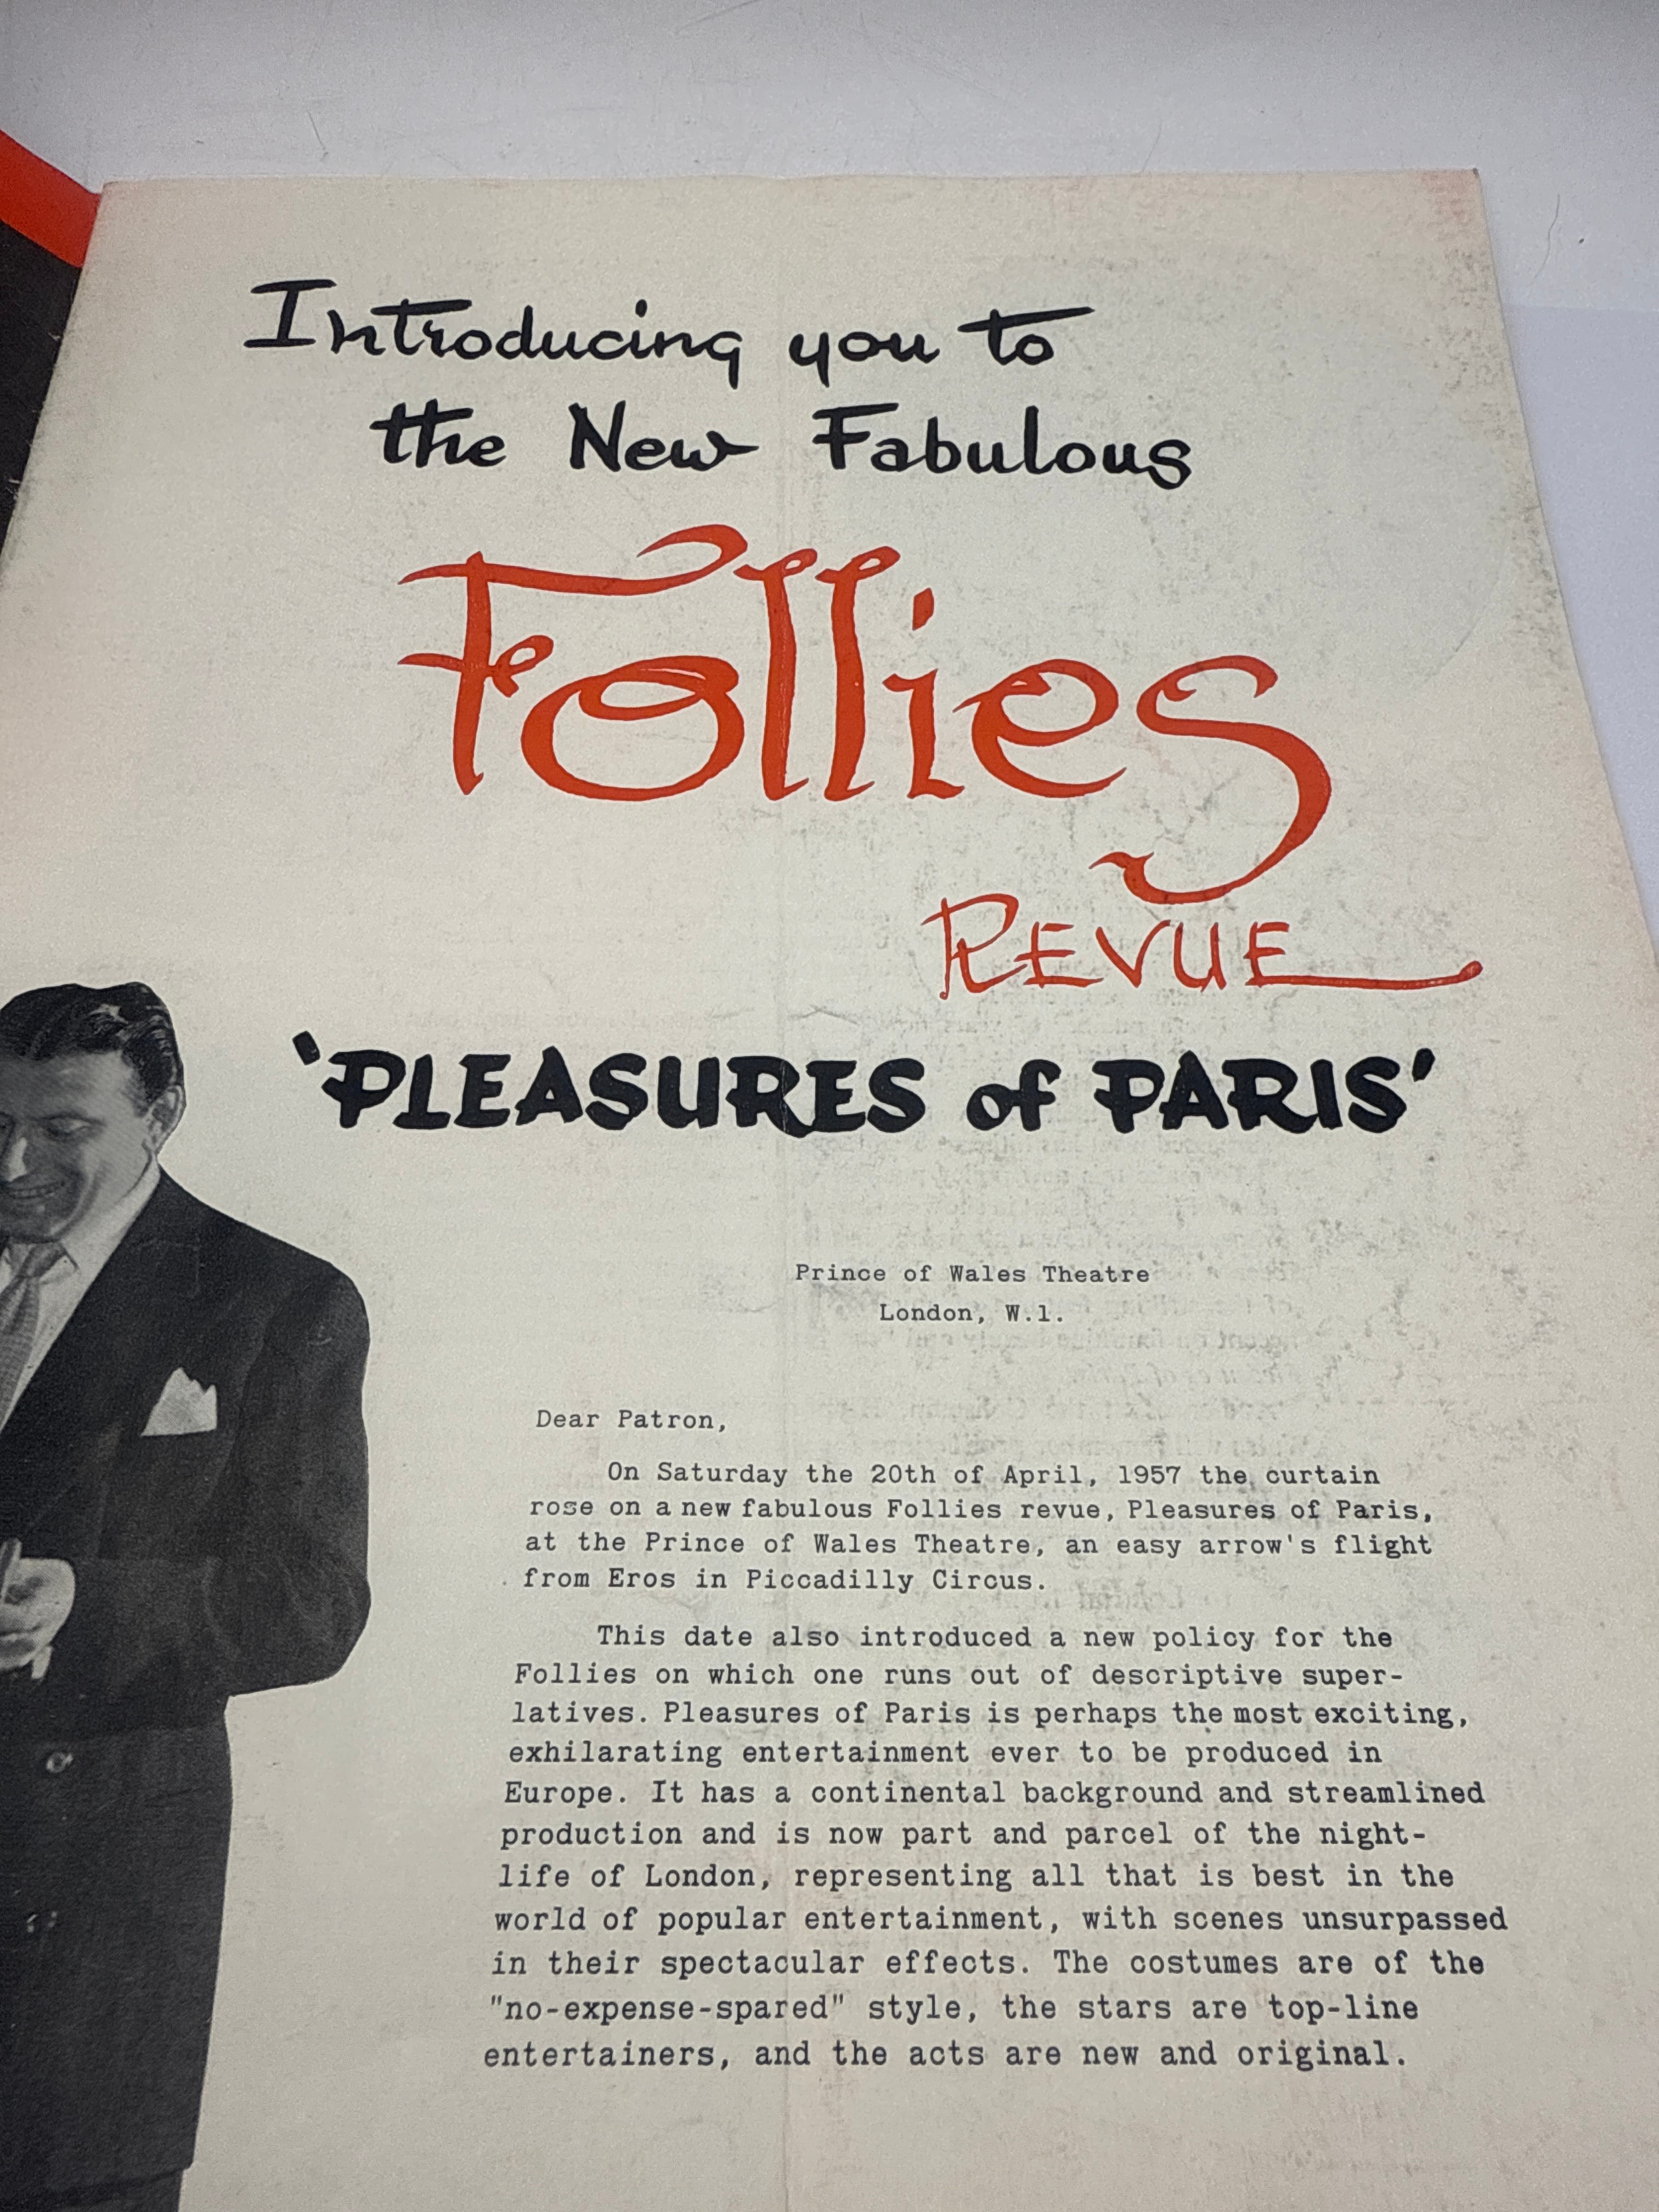 Introducing you to
the New Fabulous
Follies
REVUE
'PLEASURES of PARIS'
Prince of Wales Theatre
London, W.1.
Dear Patron,
On Saturday the 20th of April, 1957 the curtain
rose on a new fabulous Follies revue, Pleasures of Paris,
at the Prince of Wales Theatre, an easy arrow's flight
from Eros in Piccadilly Circus.
This date also introduced a new policy for the
Follies on which one runs out of descriptive super-
latives. Pleasures of Paris is perhaps the most exciting,
exhilarating entertainment ever to be produced in
Europe. It has a continental background and streamlined
production and is now part and parcel of the night-
life of London, representing all that is best in the
world of popular entertainment, with scenes unsurpassed
in their spectacular effects. The costumes are of the
"no-expense-spared" style, the stars are top-line
entertainers, and the acts are new and original.